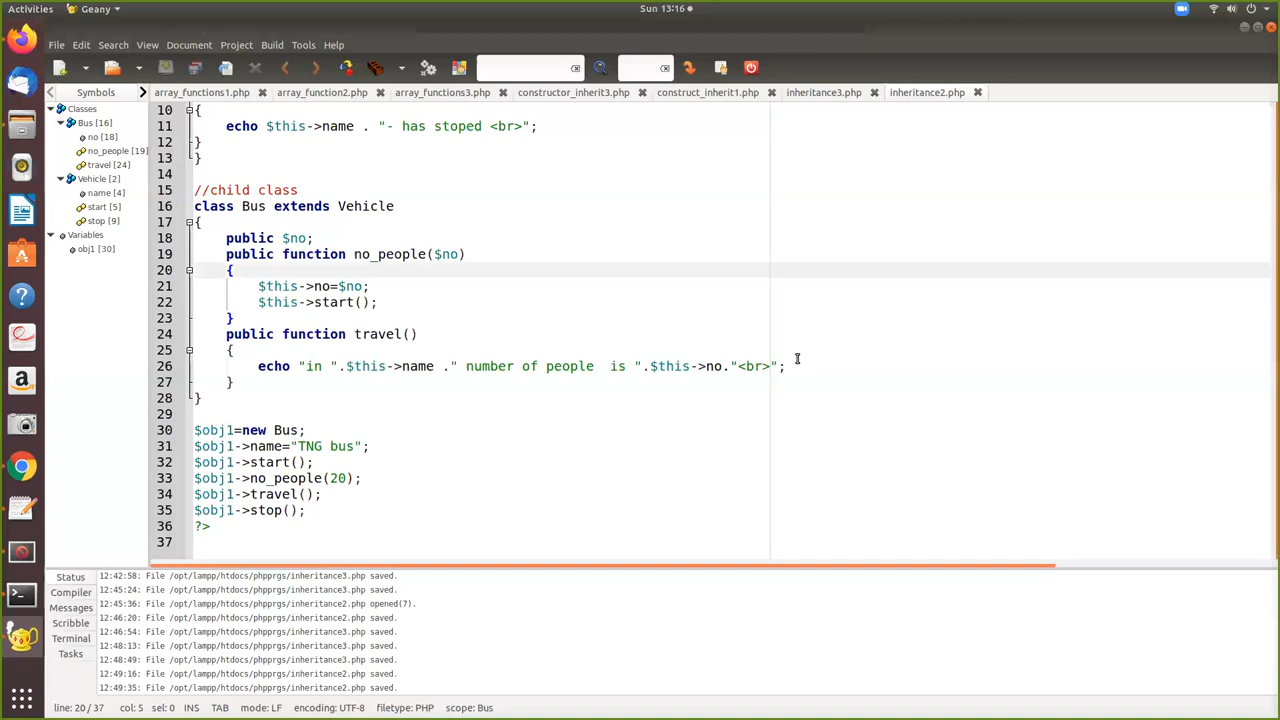 Activities
Geany
Sun 13:16
File Edit Search View Document Project Build Tools Help
Symbols
array_functions1.php array_function2.php array_functions3.php constructor_inherit3.php construct_inherit1.php inheritance3.php inheritance2.php
Classes
Bus [16]
no [18]
no_people [19]
travel [24]
Vehicle [2]
name [4]
start [5]
stop [9]
Variables
obj1 [30]
10 {
11 echo $this->name . "- has stoped <br>";
12 }
13 }
14
15 //child class
16 class Bus extends Vehicle
17 {
18 public $no;
19 public function no_people($no)
20 {
21 $this->no=$no;
22 $this->start();
23 }
24 public function travel()
25 {
26 echo "in ".$this->name ." number of people  is ".$this->no."<br>";
27 }
28 }
29
30 $obj1=new Bus;
31 $obj1->name="TNG bus";
32 $obj1->start();
33 $obj1->no_people(20);
34 $obj1->travel();
35 $obj1->stop();
36 ?>
37
Status
Compiler
Messages
Scribble
Terminal
Tasks
12:42:58: File /opt/lampp/htdocs/phpprgs/inheritance3.php saved.
12:45:24: File /opt/lampp/htdocs/phpprgs/inheritance3.php saved.
12:45:36: File /opt/lampp/htdocs/phpprgs/inheritance2.php opened(7).
12:46:20: File /opt/lampp/htdocs/phpprgs/inheritance2.php saved.
12:46:54: File /opt/lampp/htdocs/phpprgs/inheritance3.php saved.
12:48:13: File /opt/lampp/htdocs/phpprgs/inheritance3.php saved.
12:48:49: File /opt/lampp/htdocs/phpprgs/inheritance3.php saved.
12:49:16: File /opt/lampp/htdocs/phpprgs/inheritance2.php saved.
12:49:35: File /opt/lampp/htdocs/phpprgs/inheritance2.php saved.
line: 20 / 37 col: 5 sel: 0 INS TAB mode: LF encoding: UTF-8 filetype: PHP scope: Bus